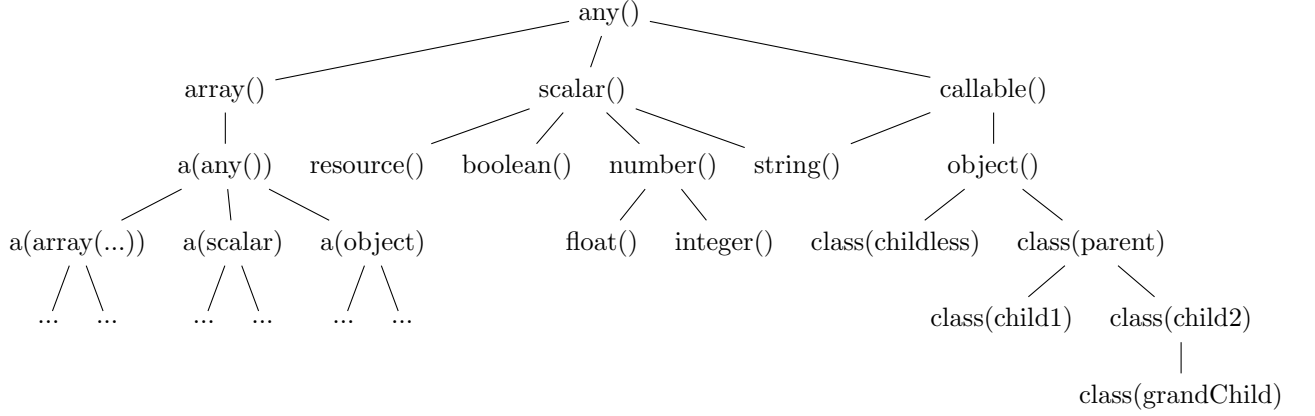 any()
array() scalar() callable()
a(any()) resource() boolean() number() string() object()
a(array(...)) a(scalar) a(object) float() integer() class(childless) class(parent)
... ... ... ... ... ... class(child1) class(child2)
class(grandChild)